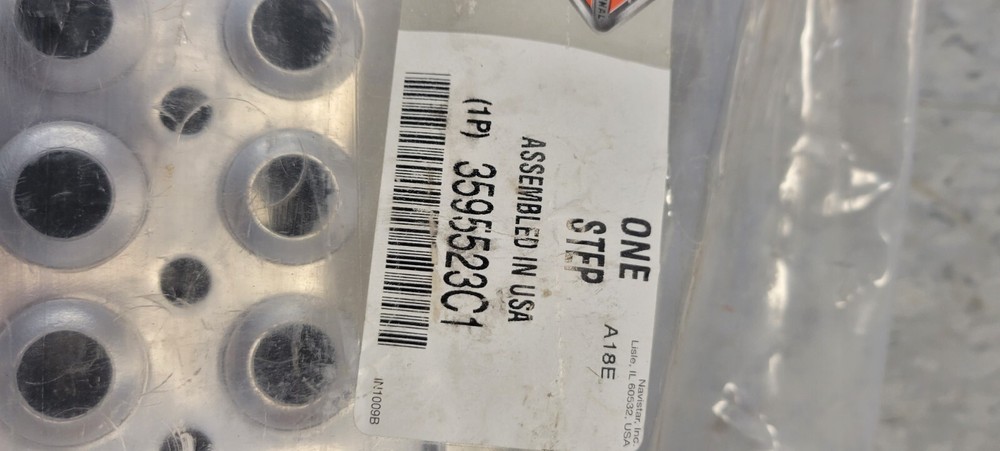 ONE
STEP
ASSEMBLED IN USA
(1P) 3595523C1
A18E
Navistar, Inc.
Lisle, IL 60532, USA
IN1009B